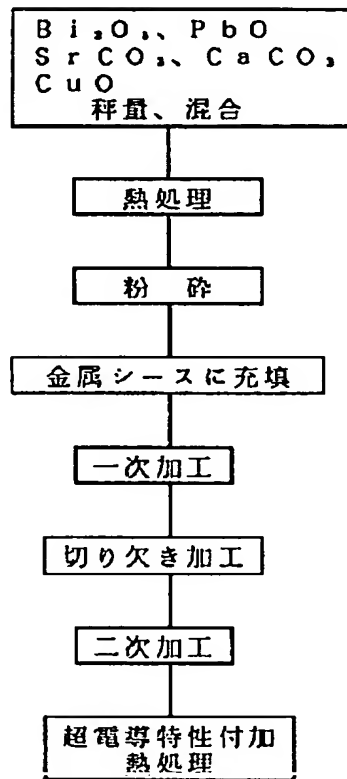 Bi₂O₃、PbO
SrCO₃、CaCO₃
CuO
秤量、混合
熱処理
粉 砕
金属シースに充填
一次加工
切り欠き加工
二次加工
超電導特性付加
熱処理